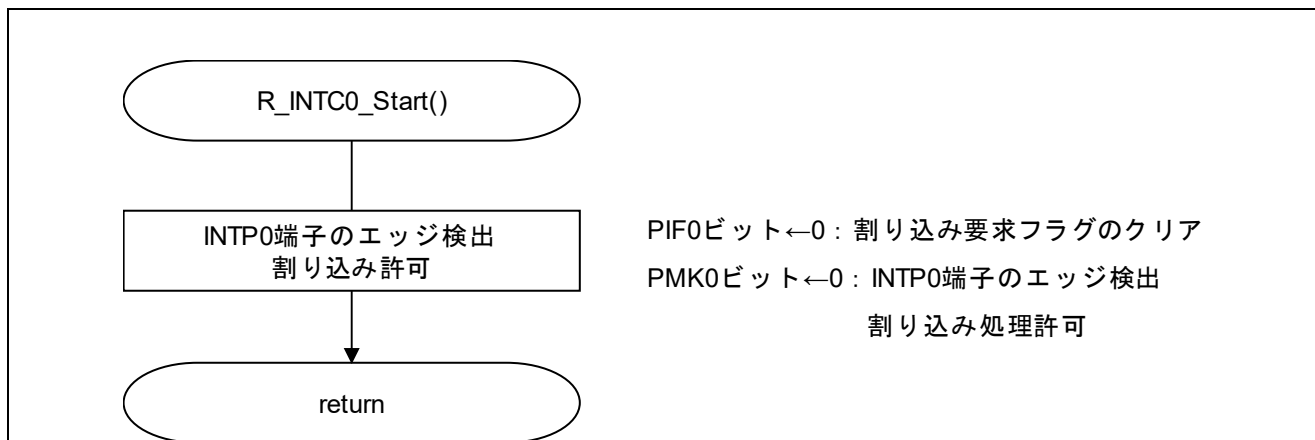 R_INTC0_Start()
INTP0端子のエッジ検出
割り込み許可
PIF0ビット←0：割り込み要求フラグのクリア
PMK0ビット←0：INTP0端子のエッジ検出
割り込み処理許可
return